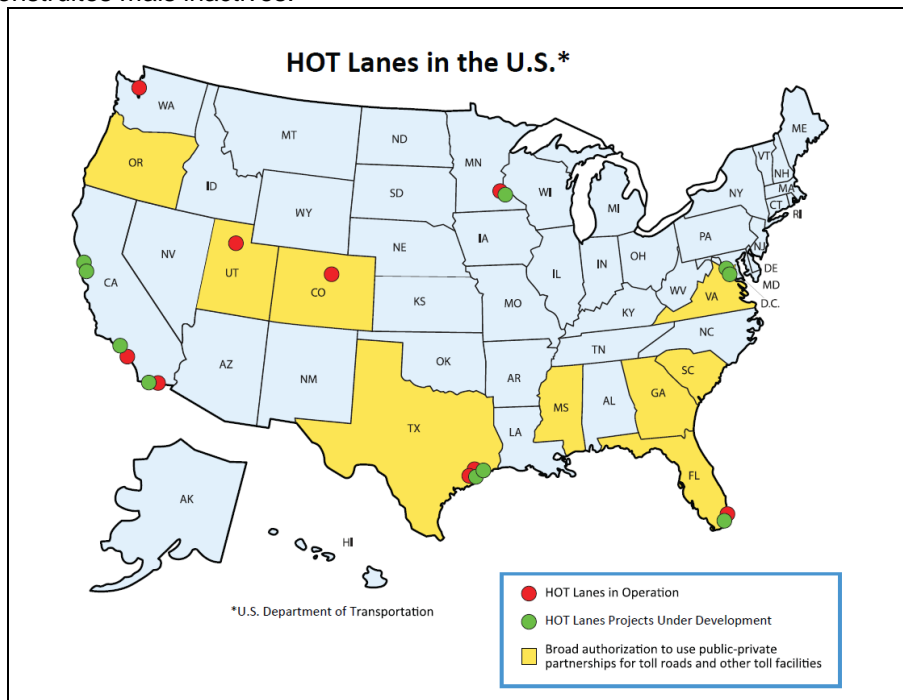 onstruites mais inactives.
HOT Lanes in the U.S.*
WA
MT
ND
MN
ME
OR
ID
SD
WI
VT
NH
NY
MA
CT
RI
WY
MI
IA
NE
PA
NJ
NV
UT
CO
IL
IN
OH
DE
MD
D.C.
CA
KS
MO
WV
VA
KY
NC
TN
AZ
NM
OK
AR
SC
MS
AL
GA
TX
LA
FL
AK
HI
HOT Lanes in Operation
*U.S. Department of Transportation
HOT Lanes Projects Under Development
Broad authorization to use public-private
partnerships for toll roads and other toll facilities